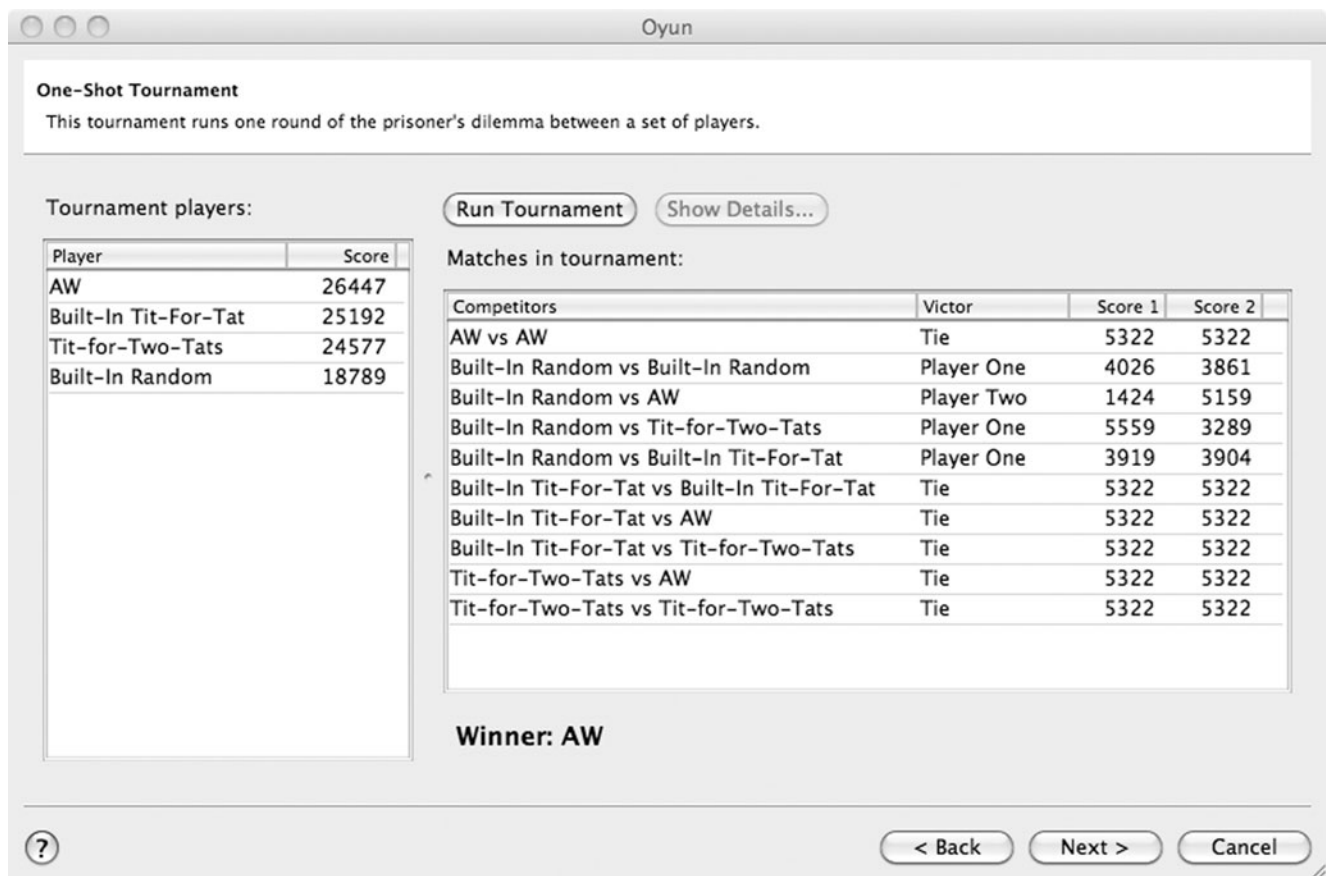 Oyun
One-Shot Tournament
This tournament runs one round of the prisoner's dilemma between a set of players.
Tournament players:
Player Score
AW 26447
Built-In Tit-For-Tat 25192
Tit-for-Two-Tats 24577
Built-In Random 18789
Run Tournament Show Details...
Matches in tournament:
Competitors Victor Score 1 Score 2
AW vs AW Tie 5322 5322
Built-In Random vs Built-In Random Player One 4026 3861
Built-In Random vs AW Player Two 1424 5159
Built-In Random vs Tit-for-Two-Tats Player One 5559 3289
Built-In Random vs Built-In Tit-For-Tat Player One 3919 3904
Built-In Tit-For-Tat vs Built-In Tit-For-Tat Tie 5322 5322
Built-In Tit-For-Tat vs AW Tie 5322 5322
Built-In Tit-For-Tat vs Tit-for-Two-Tats Tie 5322 5322
Tit-for-Two-Tats vs AW Tie 5322 5322
Tit-for-Two-Tats vs Tit-for-Two-Tats Tie 5322 5322
Winner: AW
? < Back Next > Cancel